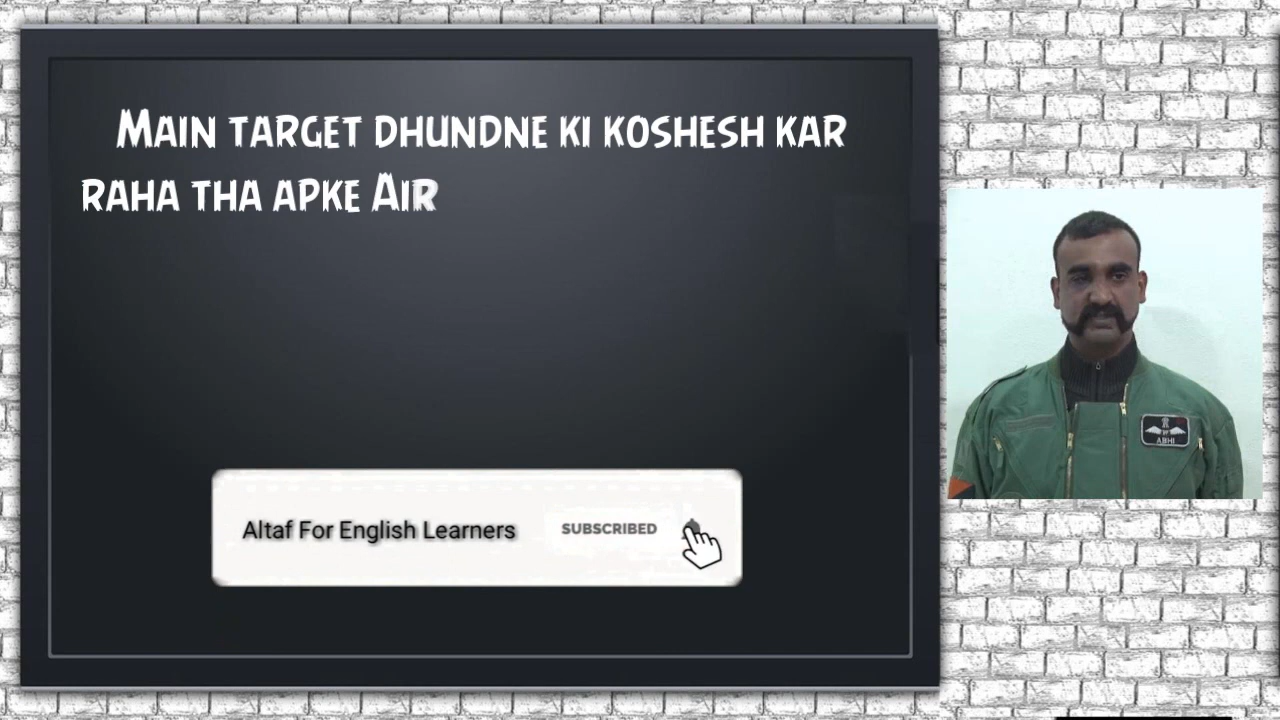 Main target dhundne ki koshesh kar
raha tha apke Air
Altaf For English Learners
SUBSCRIBED
ABHI